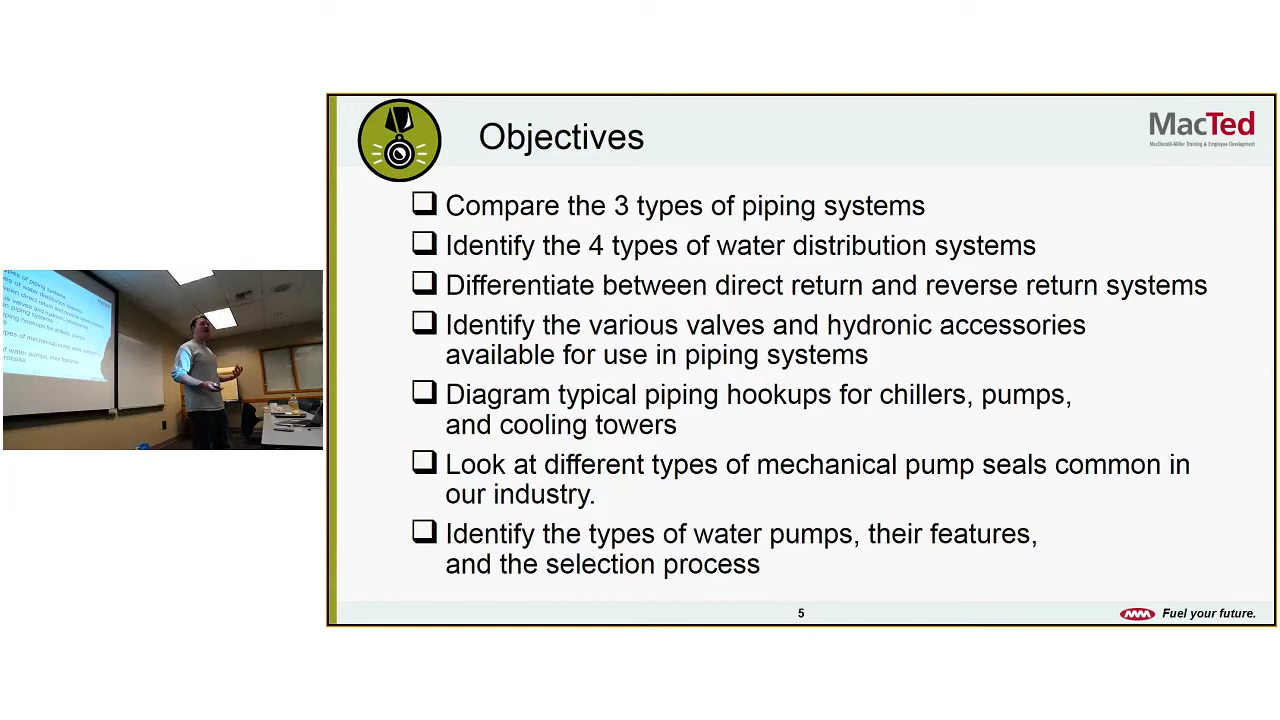 Objectives
MacTed
MacDonald-Miller Training & Employee Development
❑ Compare the 3 types of piping systems
❑ Identify the 4 types of water distribution systems
❑ Differentiate between direct return and reverse return systems
❑ Identify the various valves and hydronic accessories
available for use in piping systems
❑ Diagram typical piping hookups for chillers, pumps,
and cooling towers
❑ Look at different types of mechanical pump seals common in
our industry.
❑ Identify the types of water pumps, their features,
and the selection process
5
Fuel your future.